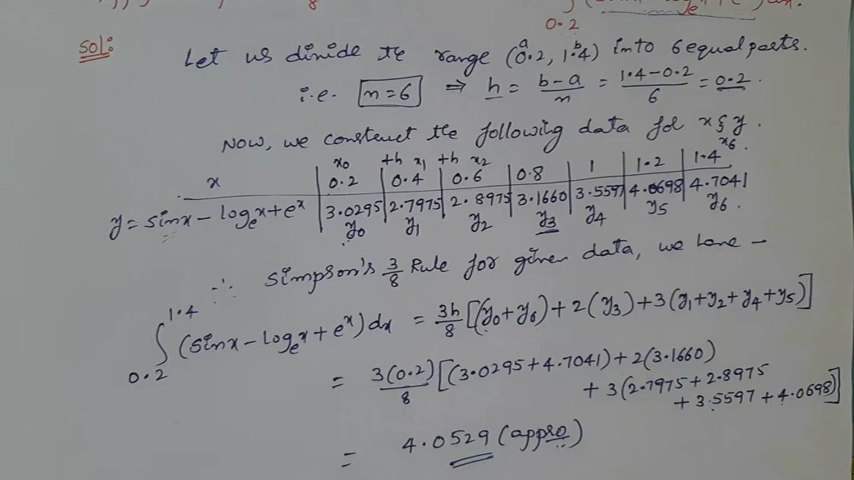 0.2
Sol:
Let us divide the range (0.2, 1.4) into 6 equal parts.
a b
i.e. n=6 ⇒ h = b-a/n = 1.4-0.2/6 = 0.2.
Now, we construct the following data for x & y.
x0 +h x1 +h x2 x6
x 0.2 0.4 0.6 0.8 1 1.2 1.4
y = sinx - logex + e^x 3.0295 2.7975 2.8975 3.1660 3.5597 4.0698 4.7041
y0 y1 y2 y3 y4 y5 y6
∴ Simpson's 3/8 Rule for given data, we have -
∫0.2^1.4 (sinx - logex + e^x) dx = 3h/8 [(y0+y6) + 2(y3) + 3(y1+y2+y4+y5)]
= 3(0.2)/8 [(3.0295+4.7041) + 2(3.1660)
+ 3(2.7975+2.8975
+ 3.5597 + 4.0698)]
= 4.0529 (appro)